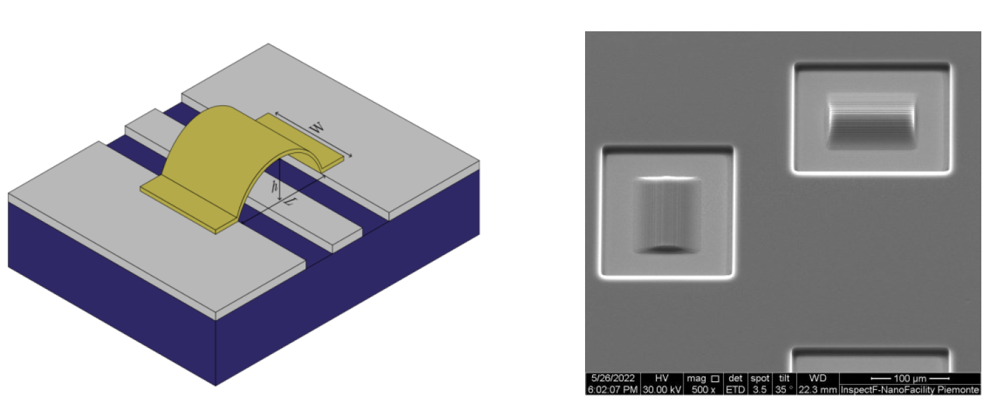 W
h
L
5/26/2022 HV mag □ det spot tilt WD 100 µm
6:02:07 PM 30.00 kV 500 x ETD 3.5 35 ° 22.3 mm InspectF-NanoFacility Piemonte